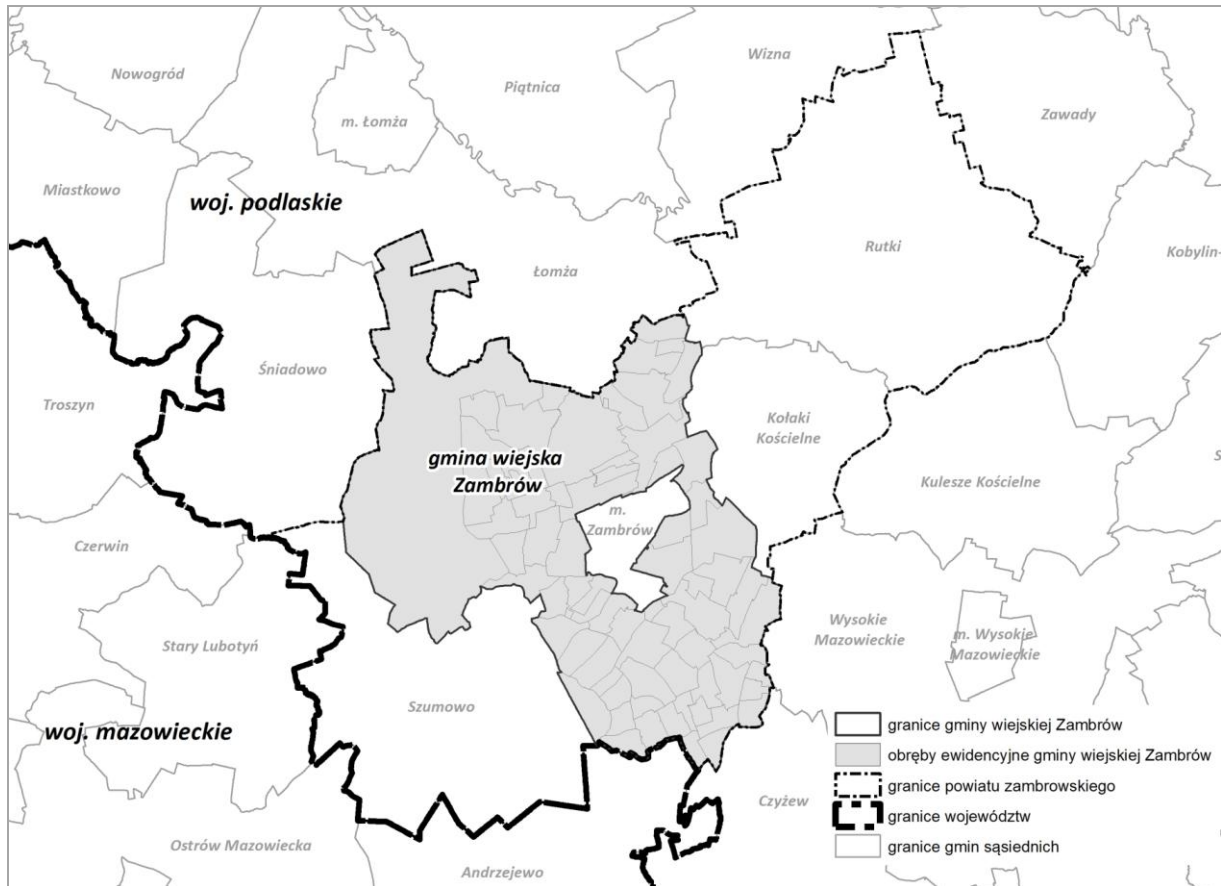 Nowogród
Piątnica
Wizna
Zawady
m. Łomża
Miastkowo
woj. podlaskie
Rutki
Kobylin-
Łomża
Śniadowo
Troszyn
Kołaki
Kościelne
gmina wiejska
Zambrów
Kulesze Kościelne
S
m.
Zambrów
Czerwin
Wysokie
Mazowieckie
m. Wysokie
Mazowieckie
Stary Lubotyń
Szumowo
woj. mazowieckie
Czyżew
Ostrów Mazowiecka
Andrzejewo
granice gminy wiejskiej Zambrów
obręby ewidencyjne gminy wiejskiej Zambrów
granice powiatu zambrowskiego
granice województw
granice gmin sąsiednich